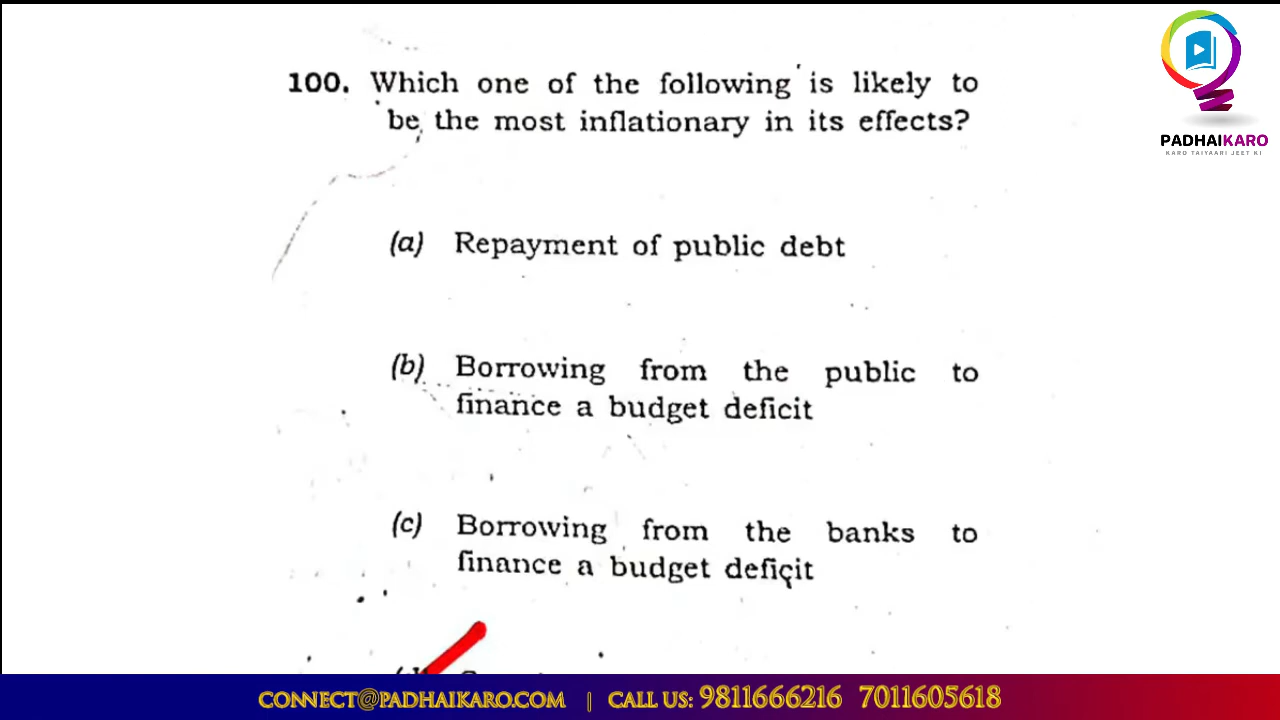 100. Which one of the following is likely to
be the most inflationary in its effects?
(a) Repayment of public debt
(b) Borrowing from the public to
finance a budget deficit
(c) Borrowing from the banks to
finance a budget deficit
PADHAIKARO
KARO TAIYAARI JEET KI
CONNECT@PADHAIKARO.COM | CALL US: 9811666216 7011605618